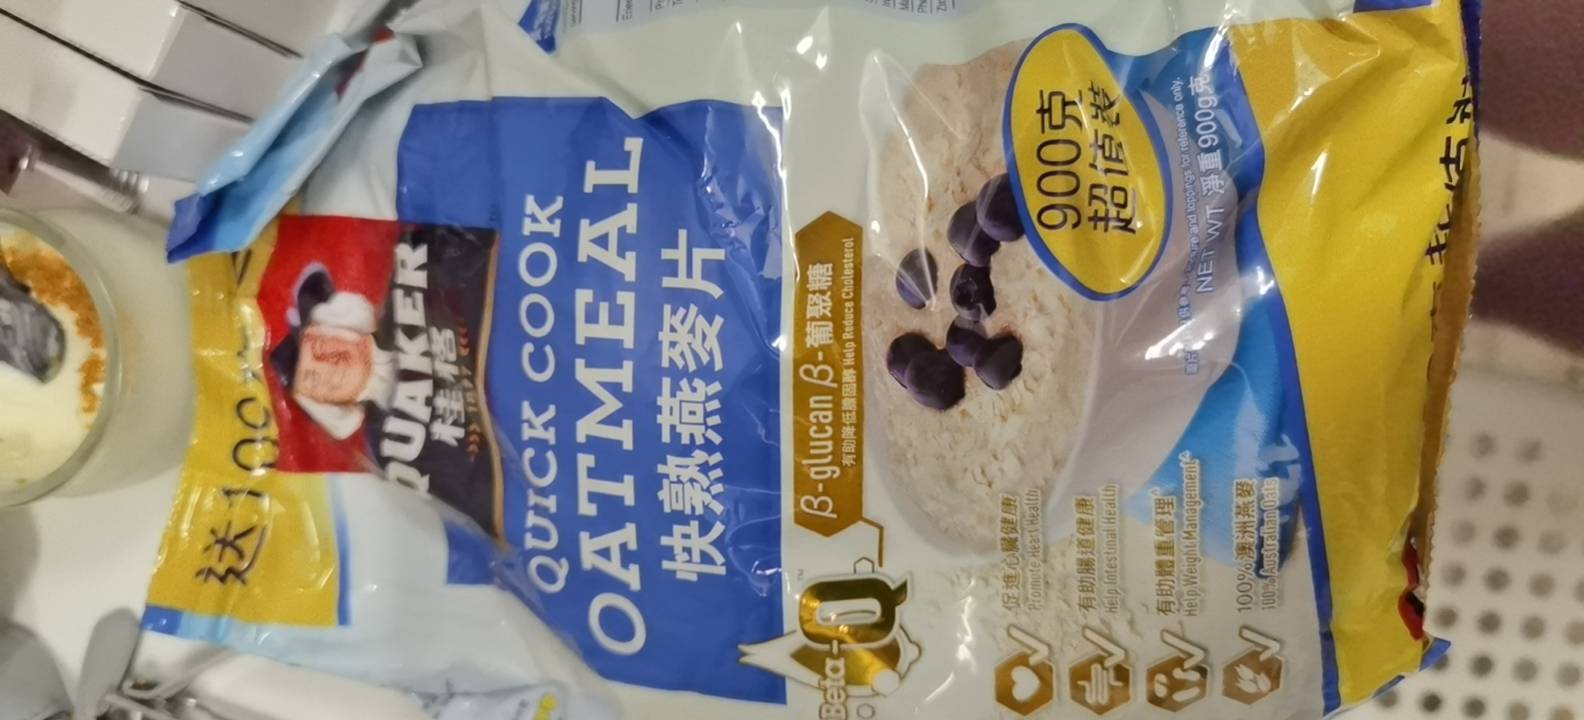 送100
QUAKER
桂格
QUICK COOK
OATMEAL
快熟燕麥片
β-glucan β-葡聚糖
有助降低膽固醇 Help Reduce Cholesterol
Beta-Q
900克
超值裝
NET WT 淨重 900g克
促進心臟健康
Promote Heart Health
有助腸道健康
Help Intestinal Health
有助體重管理^
Help Weight Management^
100%澳洲燕麥
100% Australian Oats